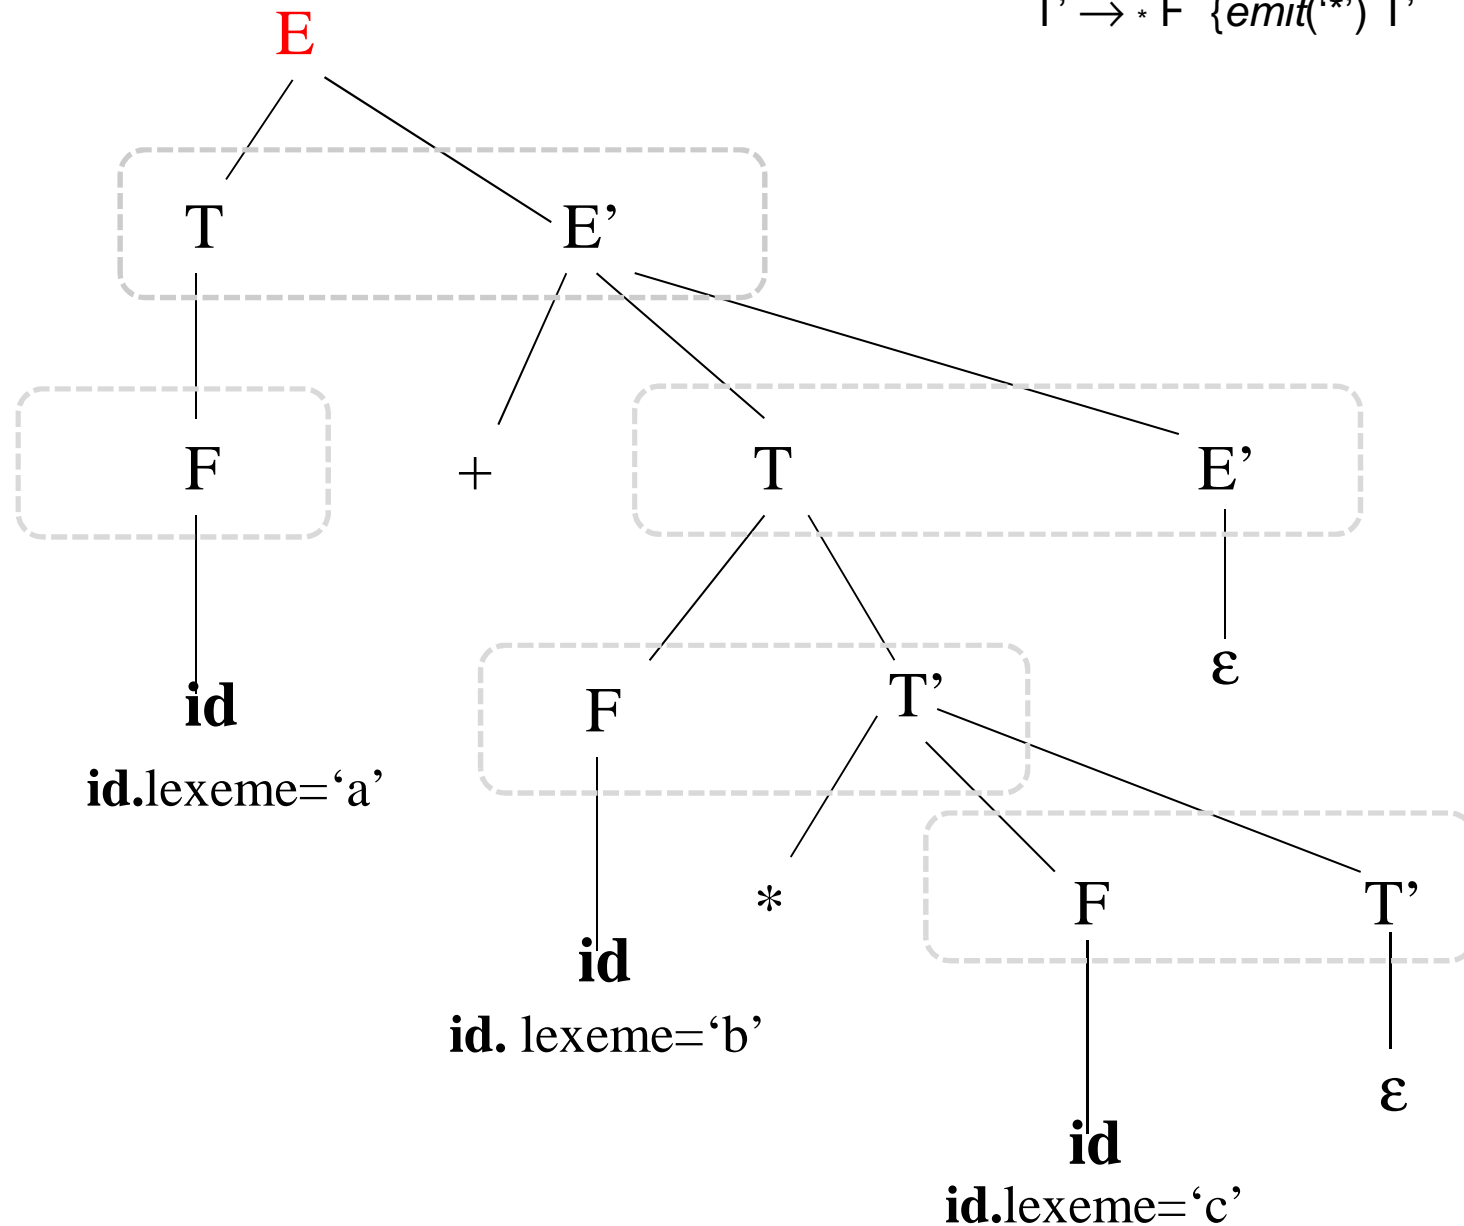 T’ → * F {emit(‘*’) T’
E
T E’
F + T E’
ε
id F T’
id.lexeme=‘a’
* F T’
id
id. lexeme=‘b’
ε
id
id.lexeme=‘c’